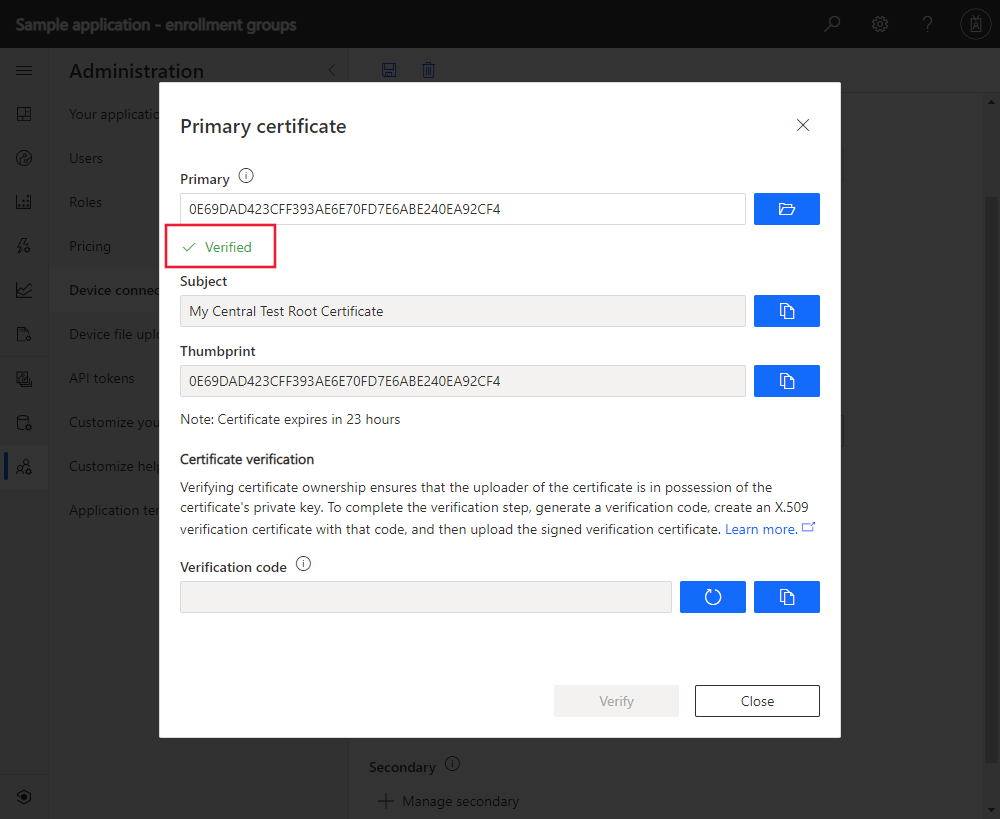 Sample application - enrollment groups
Administration
Your applicatio
Users
Roles
Pricing
Device connec
Device file uplo
API tokens
Customize you
Customize help
Application ter
Primary certificate
Primary
0E69DAD423CFF393AE6E70FD7E6ABE240EA92CF4
Verified
Subject
My Central Test Root Certificate
Thumbprint
0E69DAD423CFF393AE6E70FD7E6ABE240EA92CF4
Note: Certificate expires in 23 hours
Certificate verification
Verifying certificate ownership ensures that the uploader of the certificate is in possession of the
certificate's private key. To complete the verification step, generate a verification code, create an X.509
verification certificate with that code, and then upload the signed verification certificate. Learn more.
Verification code
Verify
Close
Secondary
Manage secondary